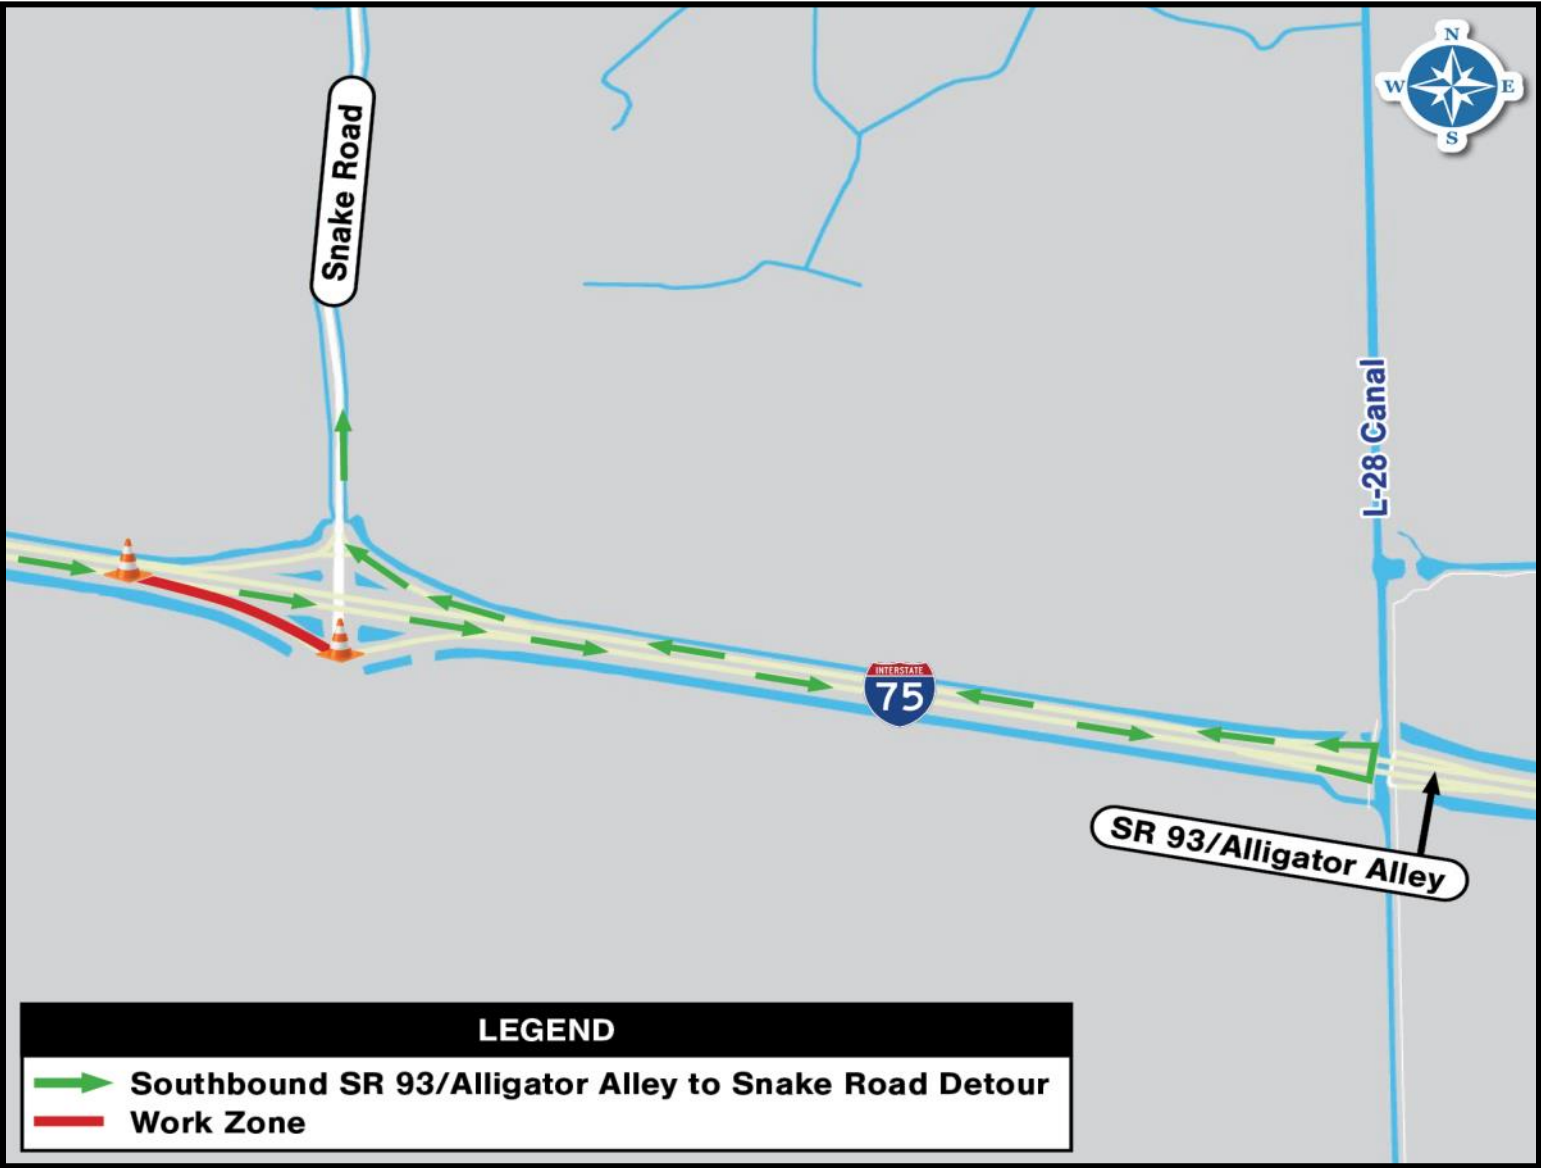 N
W E
S
Snake Road
L-28 Canal
INTERSTATE
75
SR 93/Alligator Alley
LEGEND
Southbound SR 93/Alligator Alley to Snake Road Detour
Work Zone